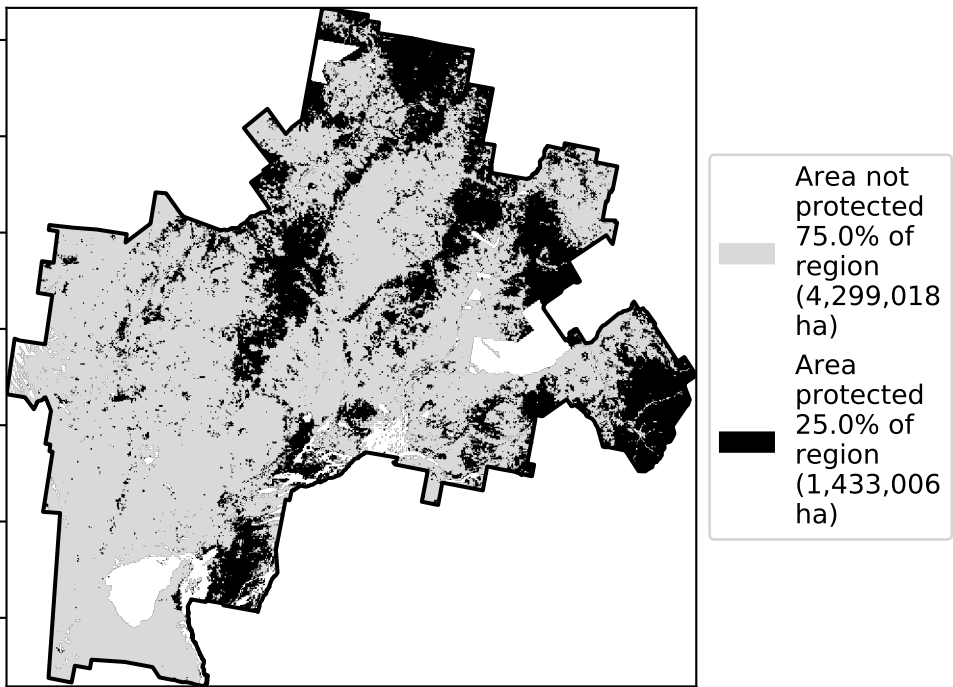 Area not
protected
75.0% of
region
(4,299,018
ha)
Area
protected
25.0% of
region
(1,433,006
ha)